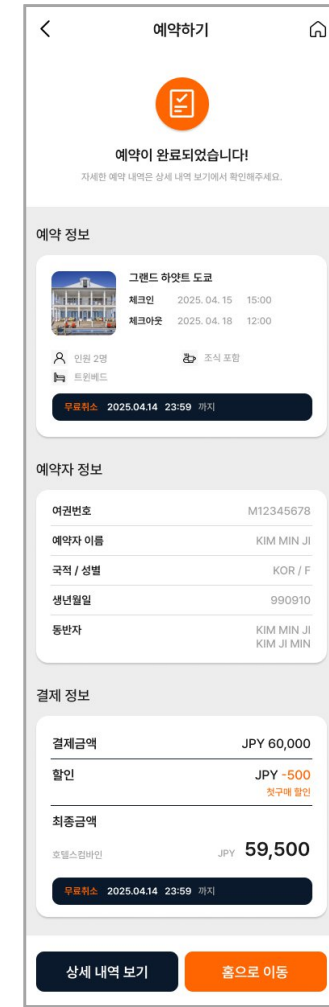 예약하기
예약이 완료되었습니다!
자세한 예약 내역은 상세 내역 보기에서 확인해주세요.
예약 정보
그랜드 하얏트 도쿄
체크인 2025. 04. 15 15:00
체크아웃 2025. 04. 18 12:00
인원 2명 조식 포함
트윈베드
무료취소 2025.04.14 23:59 까지
예약자 정보
여권번호 M12345678
예약자 이름 KIM MIN JI
국적 / 성별 KOR / F
생년월일 990910
동반자 KIM MIN JI
KIM JI MIN
결제 정보
결제금액 JPY 60,000
할인 JPY -500
첫구매 할인
최종금액
호텔스컴바인 JPY 59,500
무료취소 2025.04.14 23:59 까지
상세 내역 보기 홈으로 이동